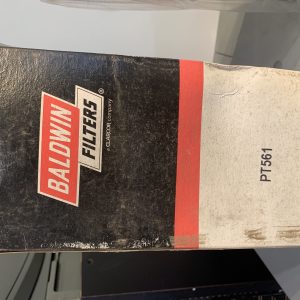 BALDWIN
FILTERS®
a CLARCOR company
PT561